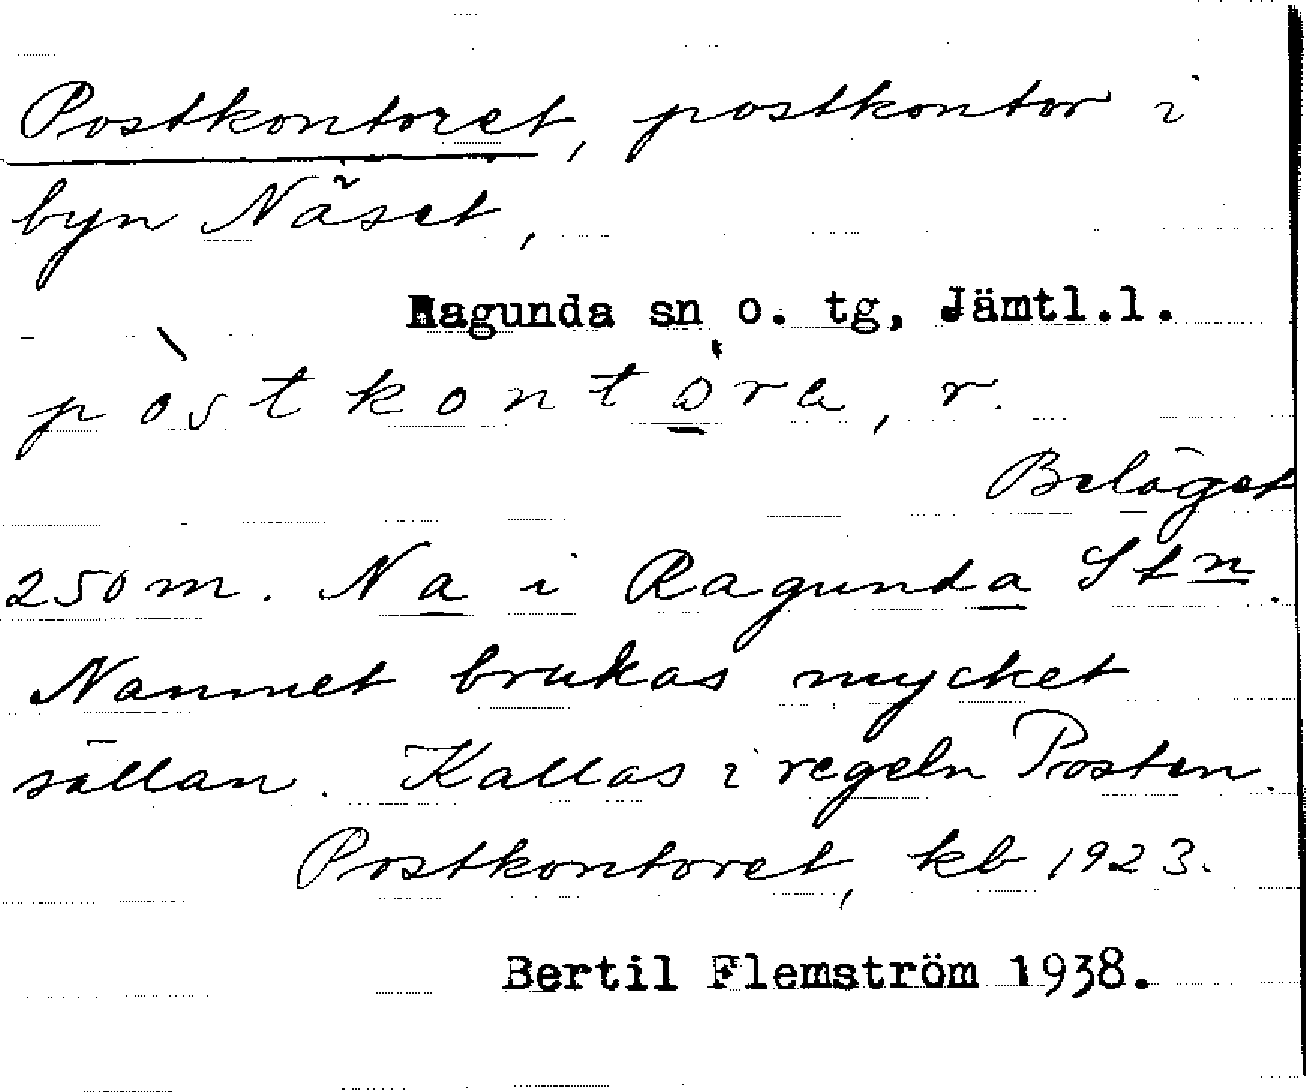 Postkontoret, postkontor i
byn Näset,
Ragunda sn o. tg, Jämtl.l.
pòstkontòra, r.
Beläget
250 m. Na i Ragunda Stn.
Namnet brukas mycket
sällan. Kallas i regeln Posten.
Postkontoret, kb 1923.
Bertil Flemström 1938.